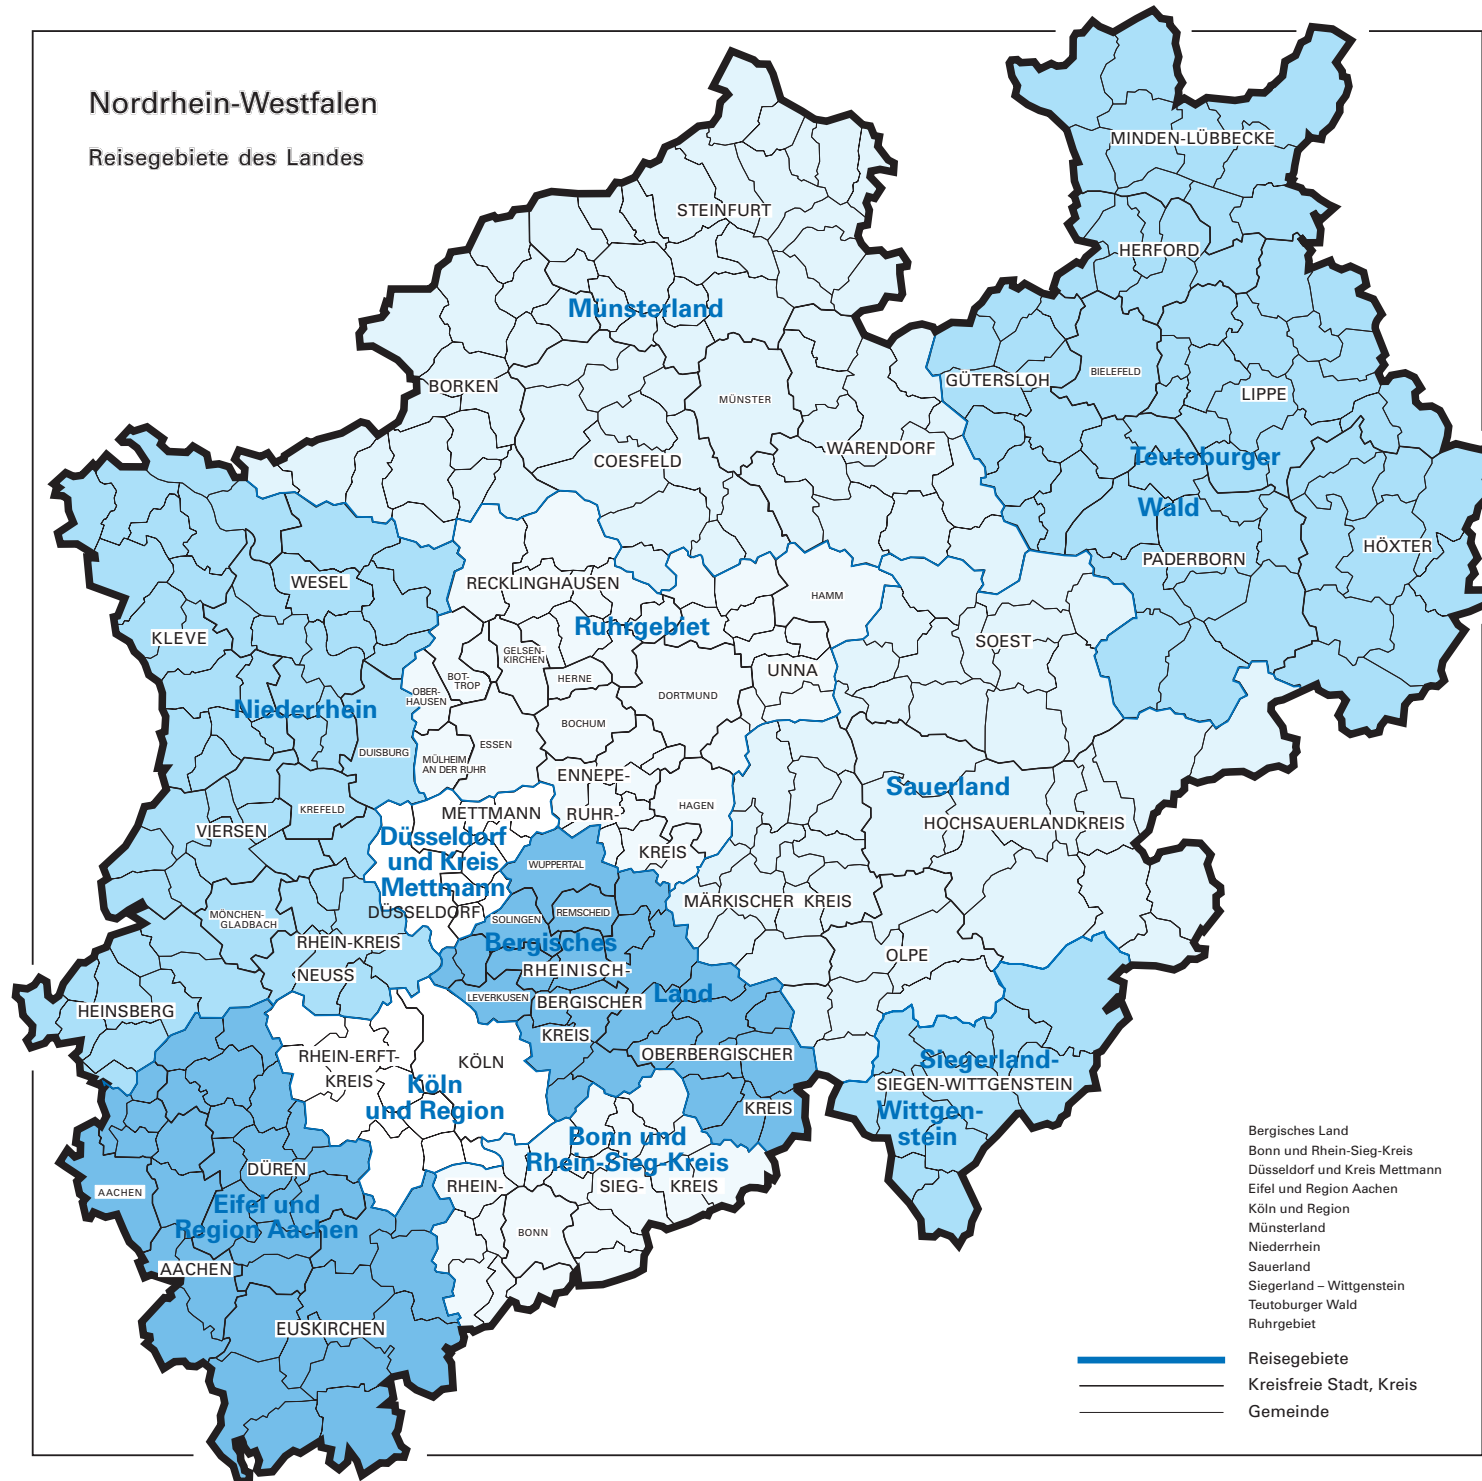 Nordrhein-Westfalen
Reisegebiete des Landes
MINDEN-LÜBBECKE
STEINFURT
HERFORD
Münsterland
BORKEN
MÜNSTER
GÜTERSLOH
BIELEFELD
LIPPE
COESFELD
WARENDORF
Teutoburger
Wald
HÖXTER
PADERBORN
WESEL
RECKLINGHAUSEN
HAMM
KLEVE
Ruhrgebiet
SOEST
GELSEN-
KIRCHEN
BOT-
TROP
HERNE
UNNA
OBER-
HAUSEN
DORTMUND
Niederrhein
BOCHUM
DUISBURG
ESSEN
MÜLHEIM
AN DER RUHR
ENNEPE-
RUHR-
KREIS
HAGEN
Sauerland
KREFELD
METTMANN
VIERSEN
HOCHSAUERLANDKREIS
Düsseldorf
und Kreis
Mettmann
WUPPERTAL
DÜSSELDORF
MÄRKISCHER KREIS
MÖNCHEN-
GLADBACH
SOLINGEN
REMSCHEID
RHEIN-KREIS
NEUSS
Bergisches
Land
OLPE
RHEINISCH-
BERGISCHER
KREIS
LEVERKUSEN
HEINSBERG
OBERBERGISCHER
KREIS
RHEIN-ERFT-
KREIS
KÖLN
Köln
und Region
Siegerland-
SIEGEN-WITTGENSTEIN
Wittgen-
stein
Bonn und
Rhein-Sieg-Kreis
DÜREN
RHEIN-
SIEG-
KREIS
AACHEN
Eifel und
Region Aachen
BONN
AACHEN
EUSKIRCHEN
Bergisches Land
Bonn und Rhein-Sieg-Kreis
Düsseldorf und Kreis Mettmann
Eifel und Region Aachen
Köln und Region
Münsterland
Niederrhein
Sauerland
Siegerland – Wittgenstein
Teutoburger Wald
Ruhrgebiet
Reisegebiete
Kreisfreie Stadt, Kreis
Gemeinde